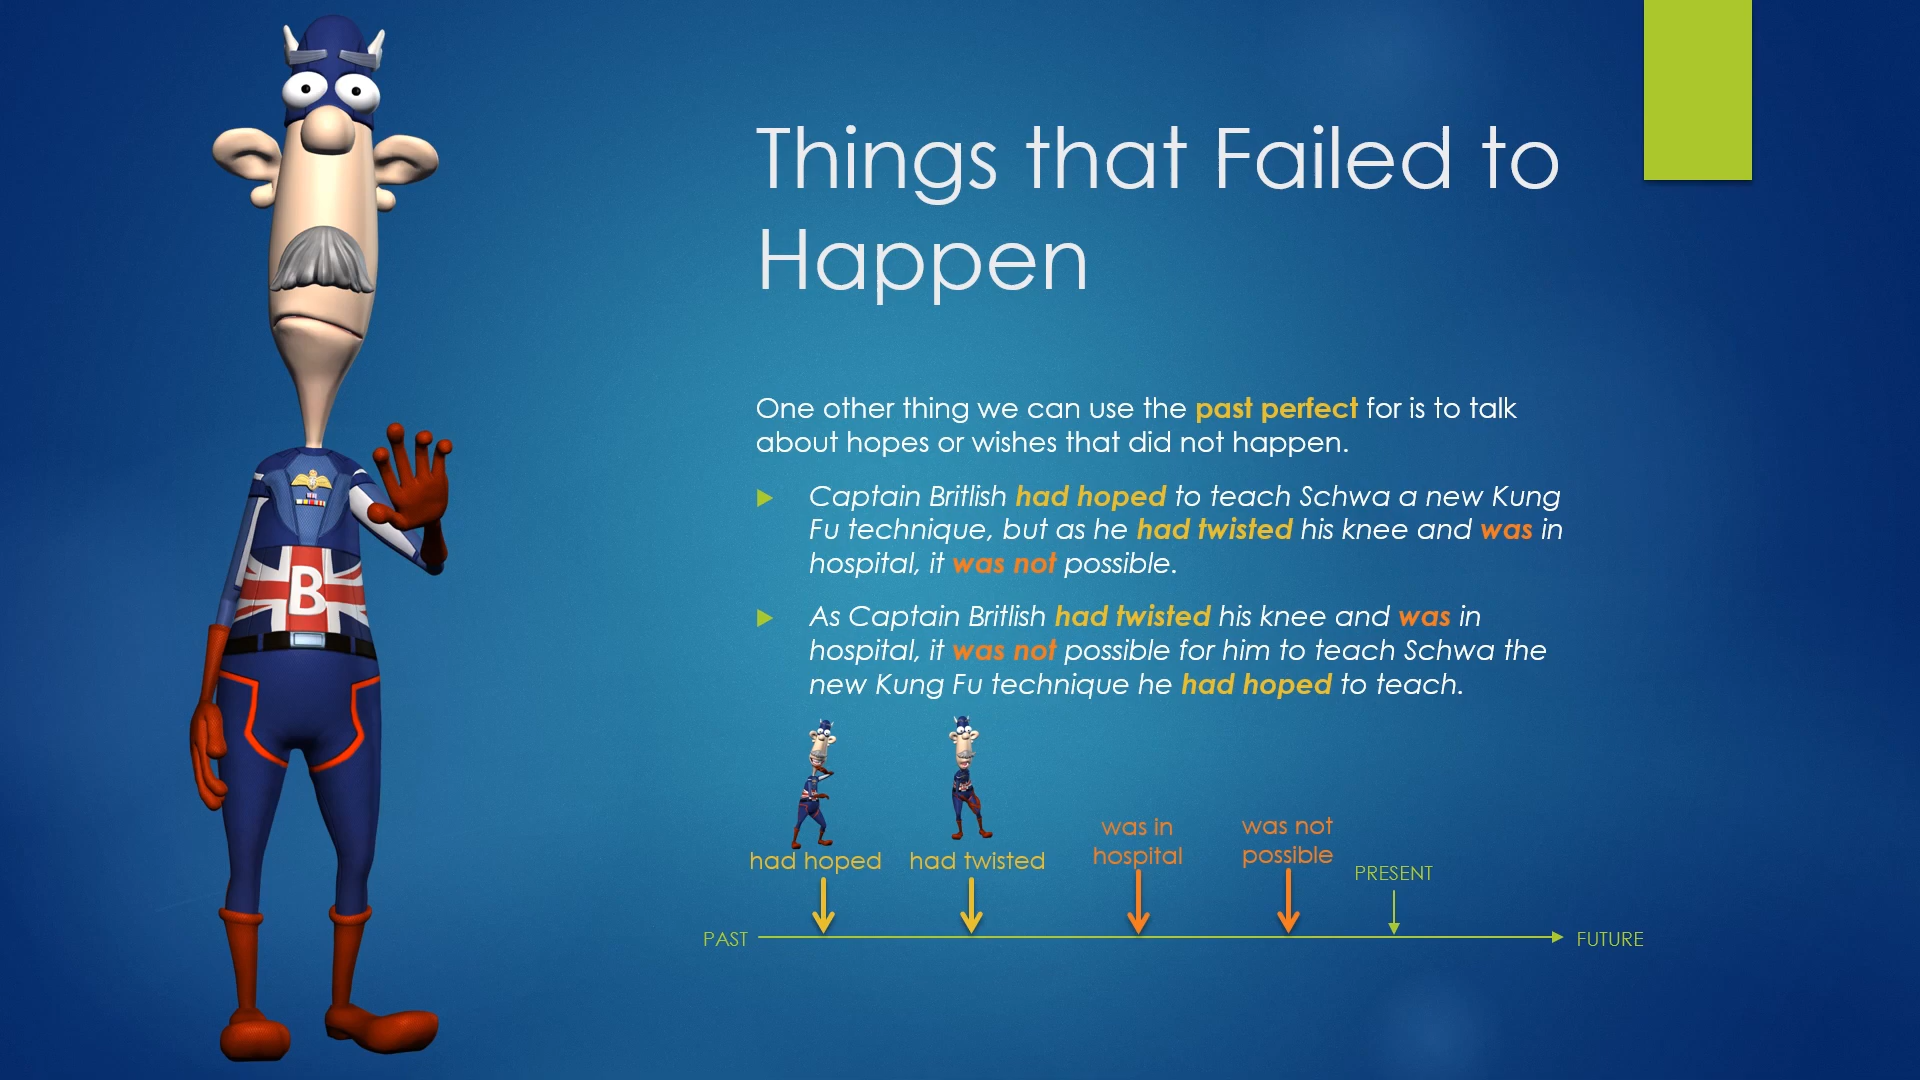 Things that Failed to
Happen
One other thing we can use the past perfect for is to talk
about hopes or wishes that did not happen.
Captain Britlish had hoped to teach Schwa a new Kung
Fu technique, but as he had twisted his knee and was in
hospital, it was not possible.
As Captain Britlish had twisted his knee and was in
hospital, it was not possible for him to teach Schwa the
new Kung Fu technique he had hoped to teach.
B
had hoped
had twisted
was in
hospital
was not
possible
PRESENT
PAST
FUTURE